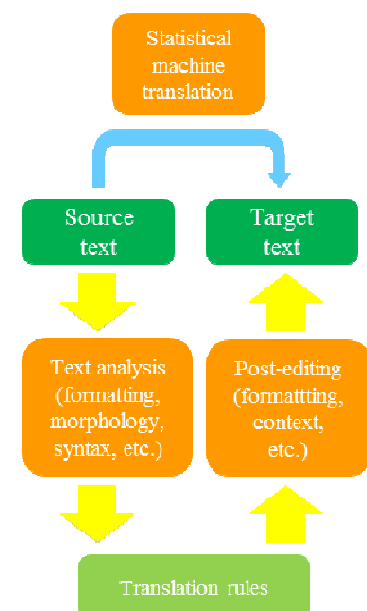 Statistical
machine
translation
Source
text
Target
text
Text analysis
(formatting,
morphology,
syntax, etc.)
Post-editing
(formattting,
context,
etc.)
Translation rules